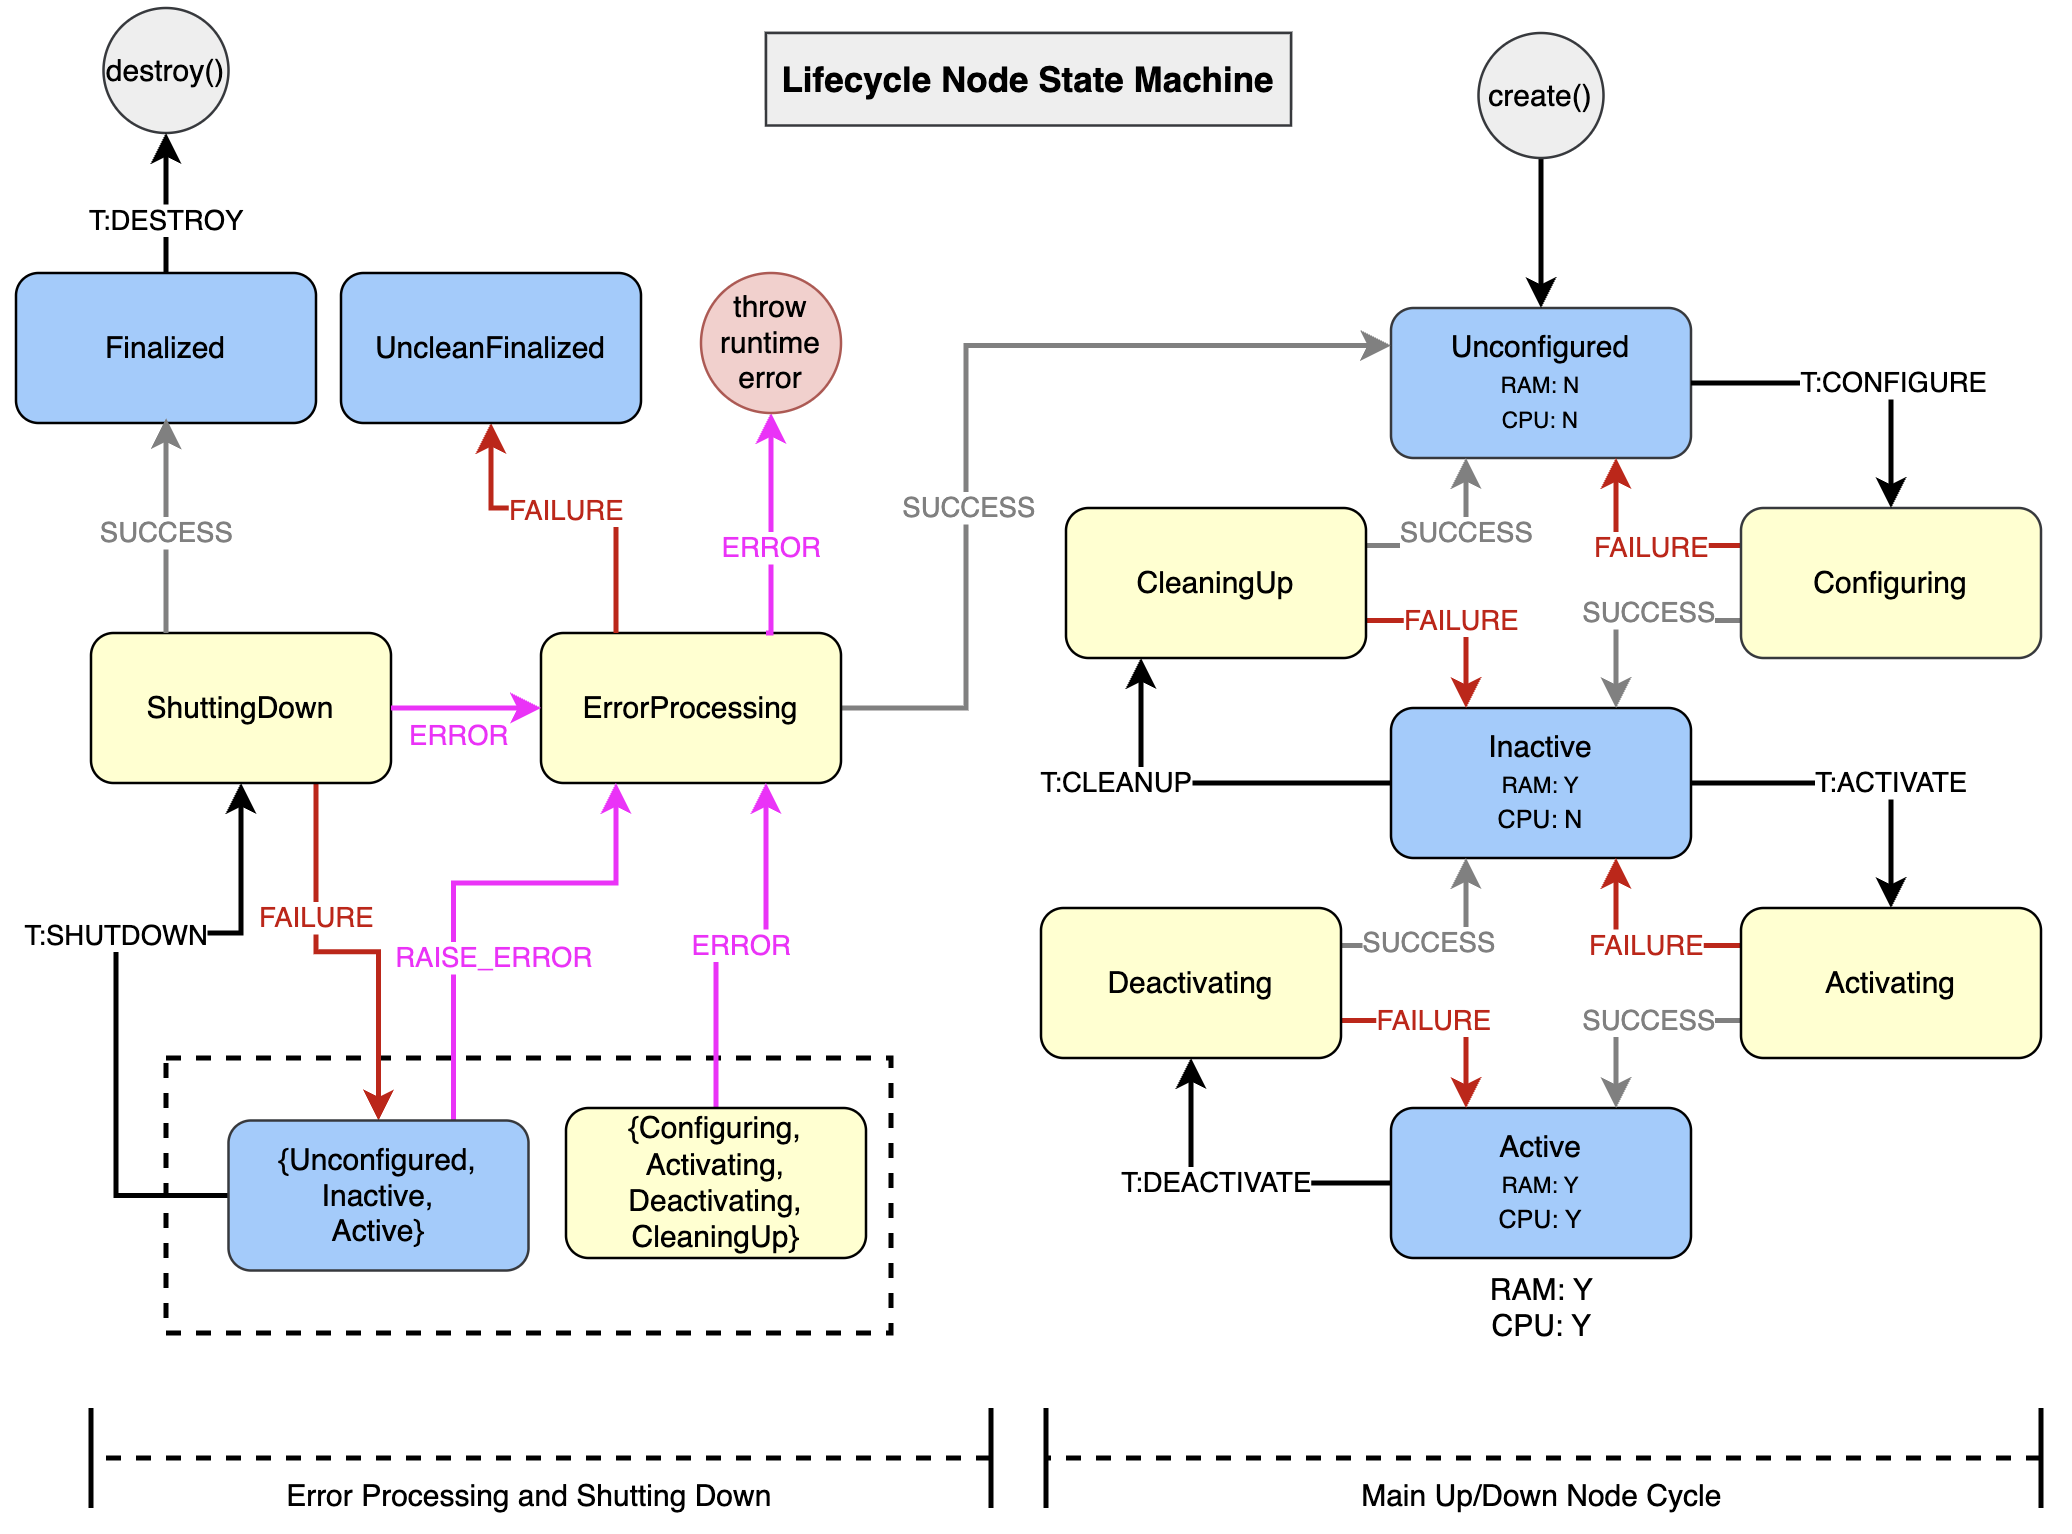 destroy()
Lifecycle Node State Machine
create()
T:DESTROY
Finalized
UncleanFinalized
throw
runtime
error
Unconfigured
RAM: N
CPU: N
T:CONFIGURE
SUCCESS
FAILURE
ERROR
SUCCESS
SUCCESS
FAILURE
CleaningUp
Configuring
FAILURE
SUCCESS
ShuttingDown
ERROR
ErrorProcessing
Inactive
RAM: Y
CPU: N
T:CLEANUP
T:ACTIVATE
T:SHUTDOWN
FAILURE
RAISE_ERROR
ERROR
SUCCESS
FAILURE
Deactivating
Activating
FAILURE
SUCCESS
{Unconfigured,
Inactive,
Active}
{Configuring,
Activating,
Deactivating,
CleaningUp}
T:DEACTIVATE
Active
RAM: Y
CPU: Y
RAM: Y
CPU: Y
Error Processing and Shutting Down
Main Up/Down Node Cycle